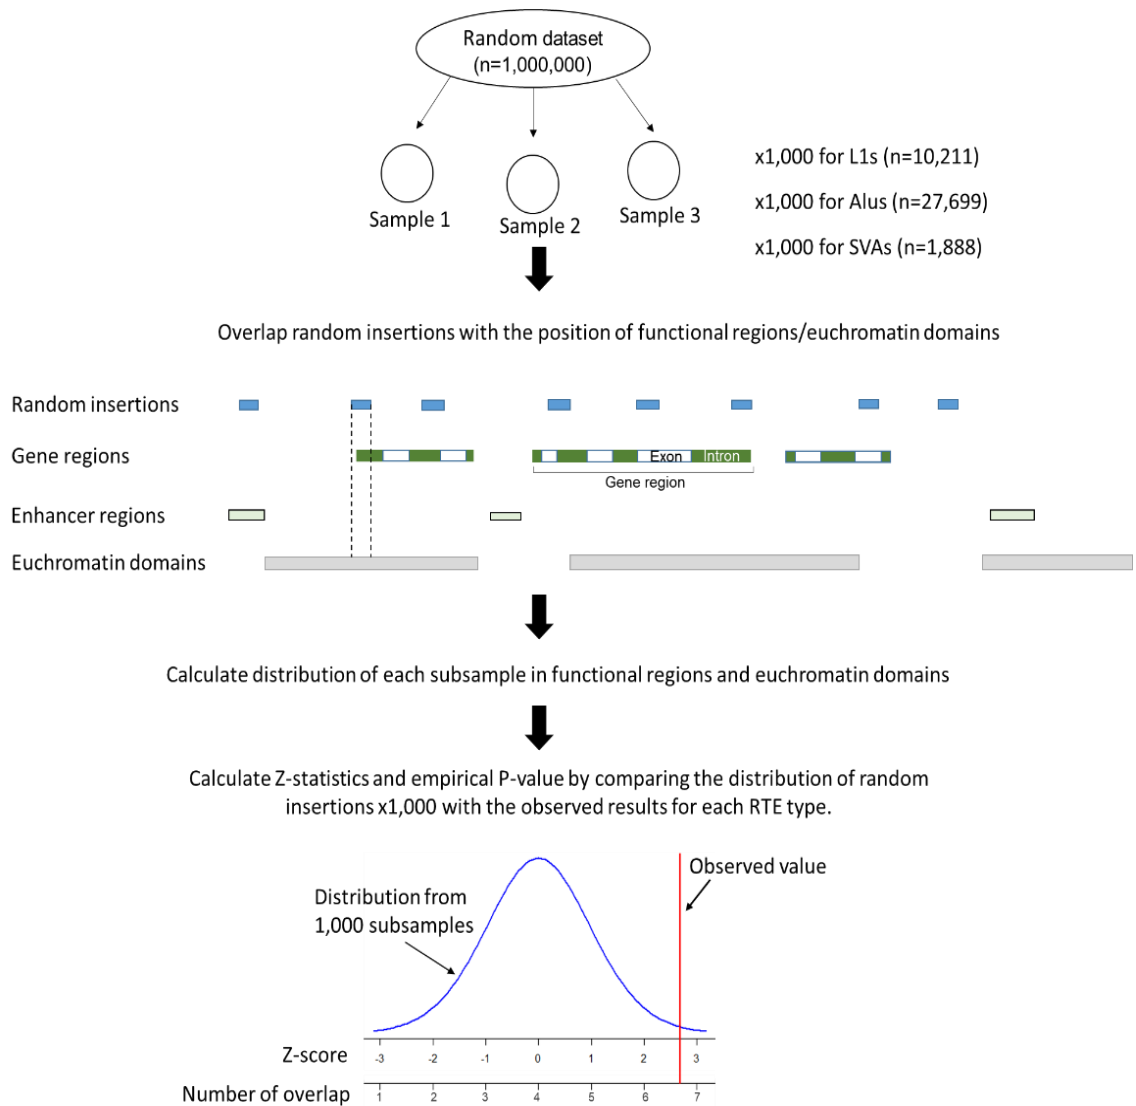 Random dataset
(n=1,000,000)
x1,000 for L1s (n=10,211)
x1,000 for Alus (n=27,699)
x1,000 for SVAs (n=1,888)
Sample 1
Sample 2
Sample 3
Overlap random insertions with the position of functional regions/euchromatin domains
Random insertions
Gene regions
Exon
Intron
Gene region
Enhancer regions
Euchromatin domains
Calculate distribution of each subsample in functional regions and euchromatin domains
Calculate Z-statistics and empirical P-value by comparing the distribution of random
insertions x1,000 with the observed results for each RTE type.
Observed value
Distribution from
1,000 subsamples
Z-score
-3 -2 -1 0 1 2 3
Number of overlap
1 2 3 4 5 6 7